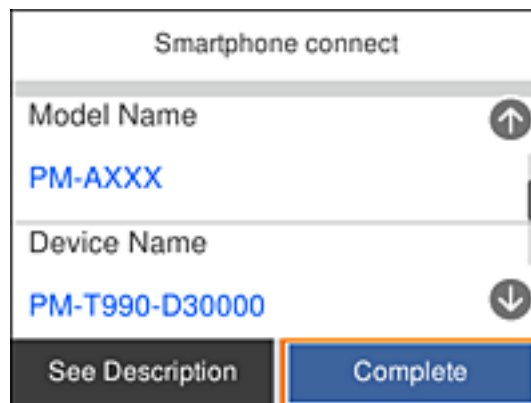 Smartphone connect
Model Name
PM-AXXX
Device Name
PM-T990-D30000
See Description
Complete